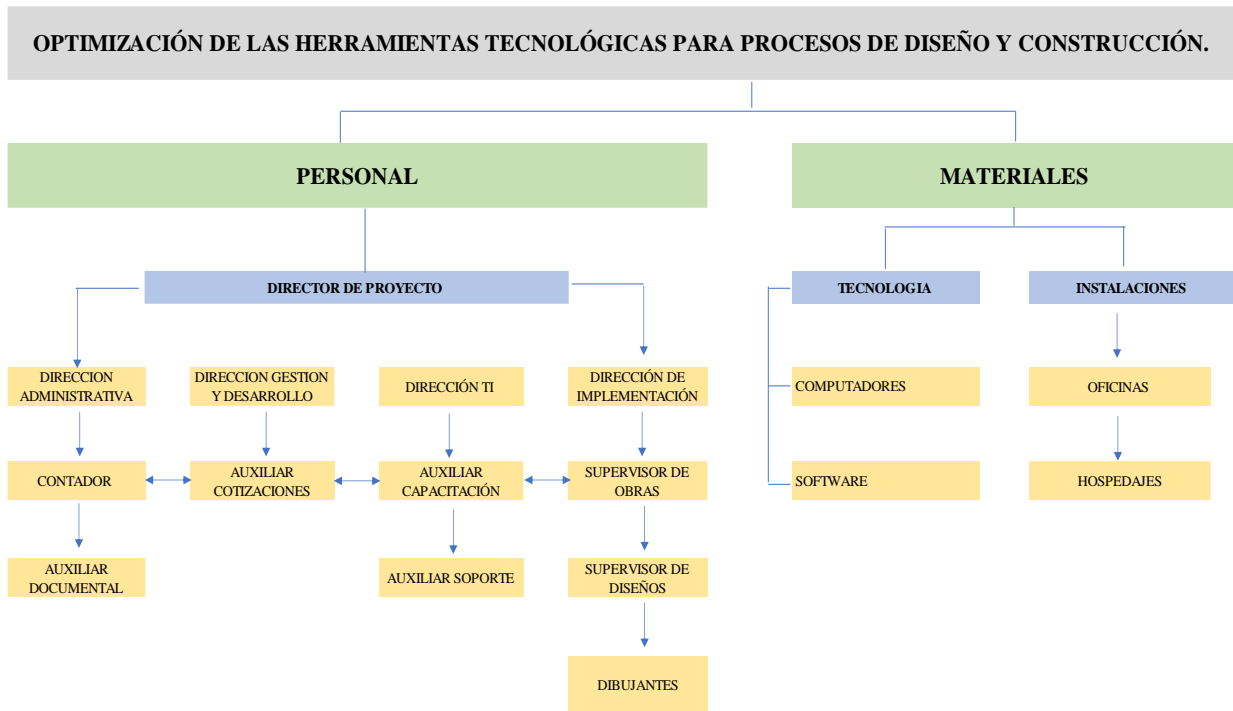 OPTIMIZACIÓN DE LAS HERRAMIENTAS TECNOLÓGICAS PARA PROCESOS DE DISEÑO Y CONSTRUCCIÓN.
PERSONAL
MATERIALES
DIRECTOR DE PROYECTO
TECNOLOGIA
INSTALACIONES
DIRECCION
ADMINISTRATIVA
DIRECCION GESTION
Y DESARROLLO
DIRECCIÓN TI
DIRECCIÓN DE
IMPLEMENTACIÓN
COMPUTADORES
OFICINAS
CONTADOR
AUXILIAR
COTIZACIONES
AUXILIAR
CAPACITACIÓN
SUPERVISOR DE
OBRAS
SOFTWARE
HOSPEDAJES
AUXILIAR
DOCUMENTAL
AUXILIAR SOPORTE
SUPERVISOR DE
DISEÑOS
DIBUJANTES